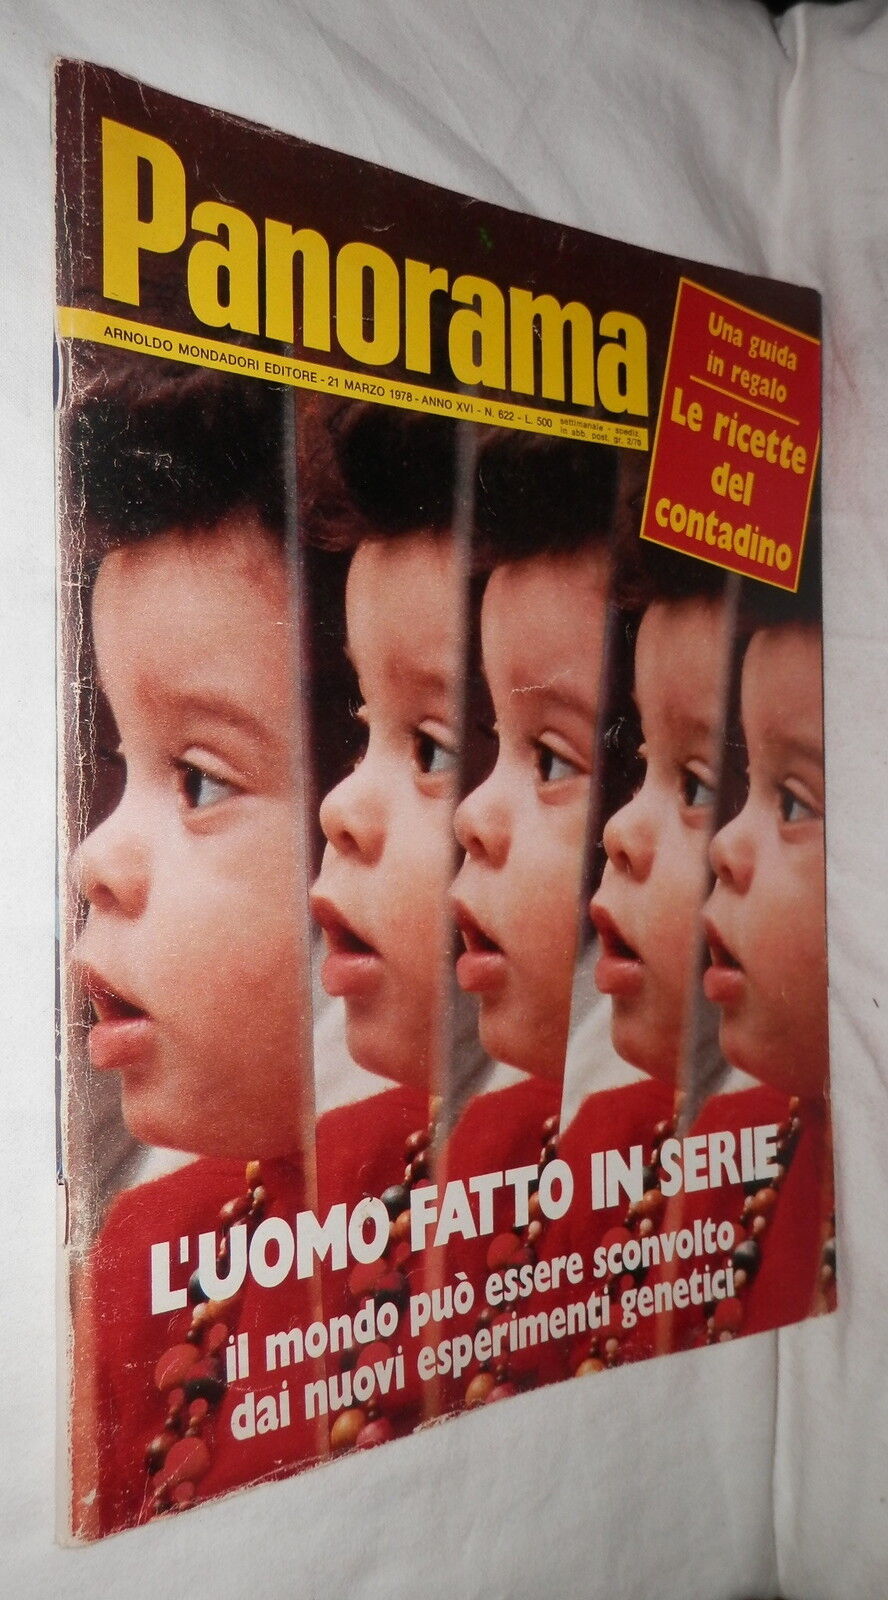 Panorama
ARNOLDO MONDADORI EDITORE - 21 MARZO 1978 - ANNO XVI - N. 622 - L. 500
settimanale - spediz.
in abb. post. gr. 2/70
Una guida
in regalo
Le ricette
del
contadino
L'UOMO FATTO IN SERIE
il mondo può essere sconvolto
dai nuovi esperimenti genetici